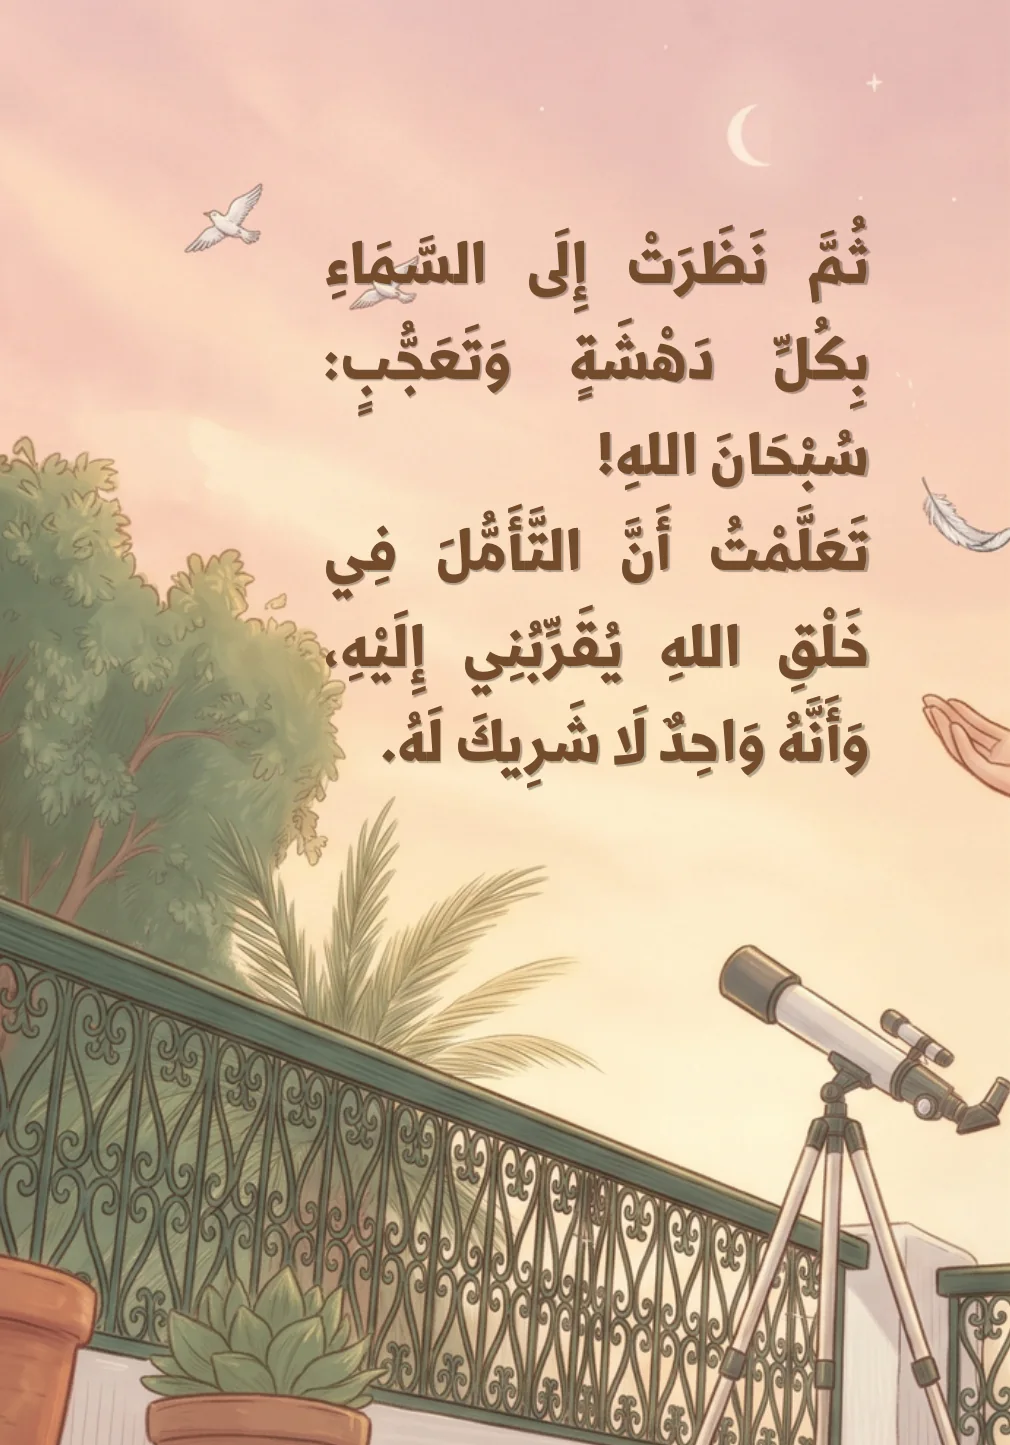 ثُمَّ نَظَرَتْ إِلَى السَّمَاءِ
بِكُلِّ دَهْشَةٍ وَتَعَجُّبٍ:
سُبْحَانَ اللهِ!
تَعَلَّمْتُ أَنَّ التَّأَمُّلَ فِي
خَلْقِ اللهِ يُقَرِّبُنِي إِلَيْهِ،
وَأَنَّهُ وَاحِدٌ لَا شَرِيكَ لَهُ.